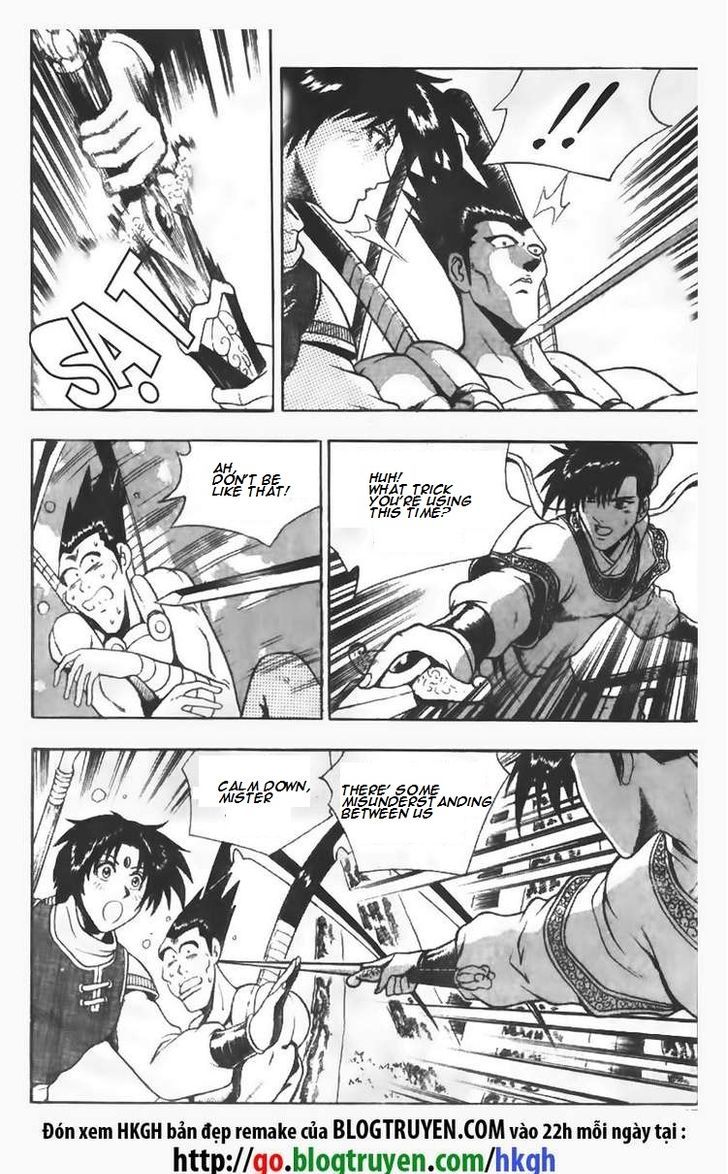 SẠT
!!
AH,
DON'T BE
LIKE THAT!
HUH!
WHAT TRICK
YOU'RE USING
THIS TIME?
CALM DOWN,
MISTER
THERE' SOME
MISUNDERSTANDING
BETWEEN US
Đón xem HKGH bản đẹp remake của BLOGTRUYEN.COM vào 22h mỗi ngày tại :
http://go.blogtruyen.com/hkgh